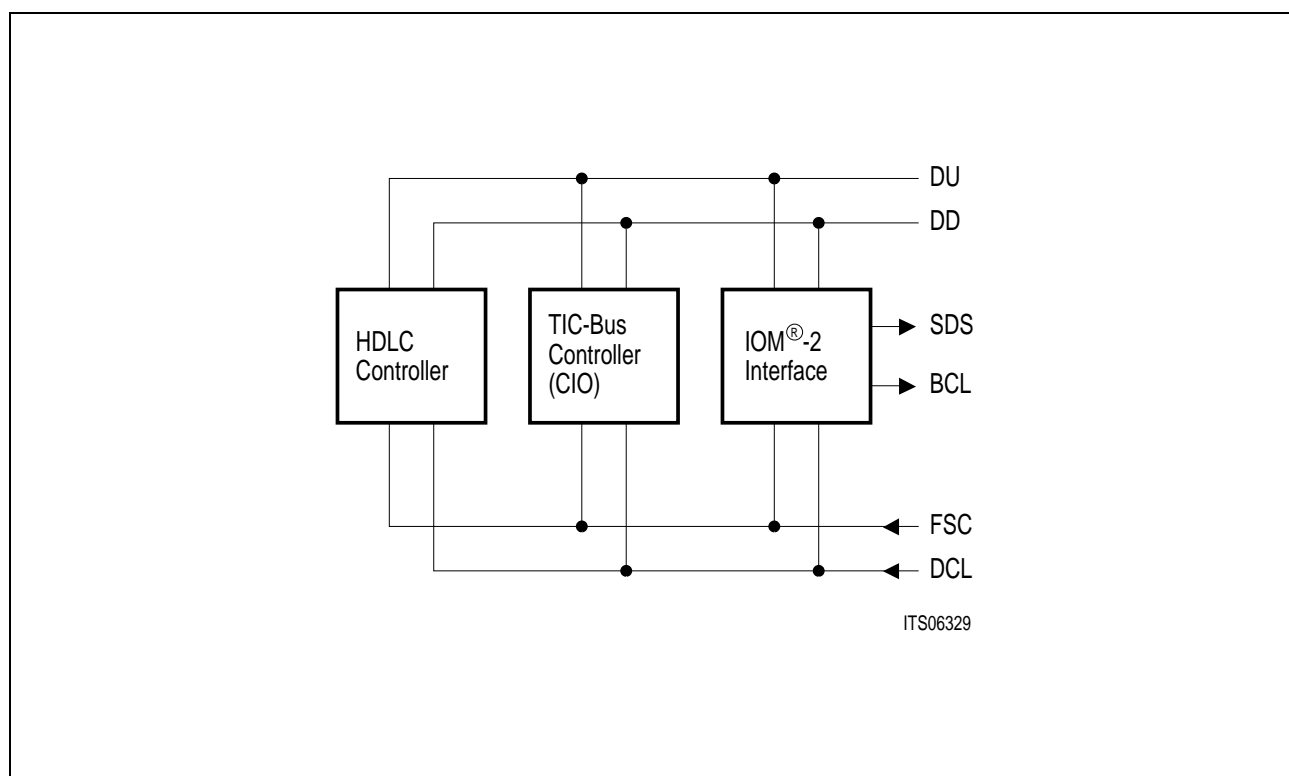 DU
DD
HDLC
Controller
TIC-Bus
Controller
(CIO)
IOM®-2
Interface
SDS
BCL
FSC
DCL
ITS06329